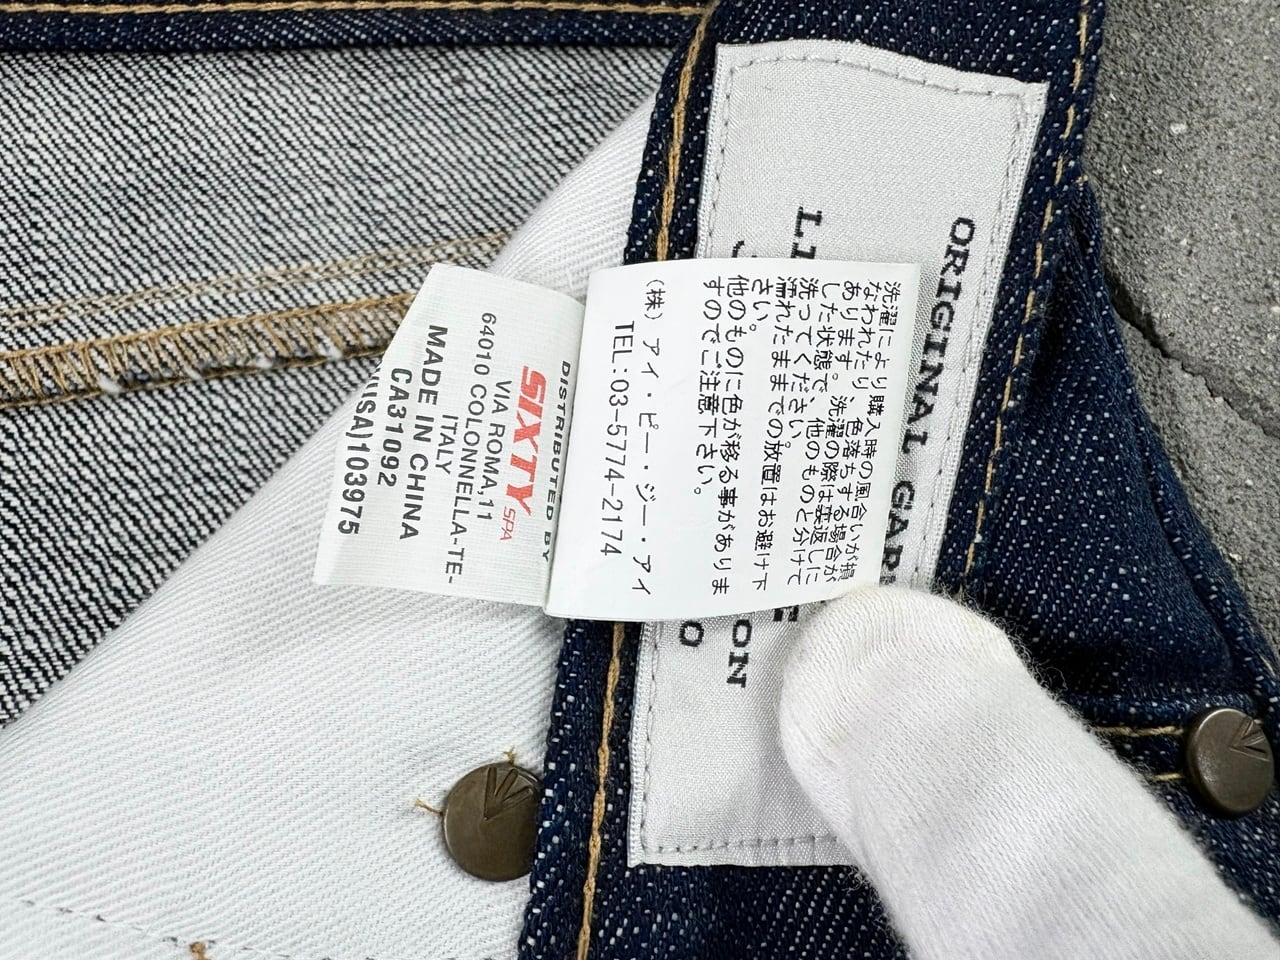 ORIGINAL GAR
LI
E
ON
O
洗濯により購入時の風合いが損
なわれたり、色落ちする場合が
あります。洗濯の際は裏返しに
した状態で、他のものと分けて
洗ってください。
濡れたままでの放置はお避け下
さい。
他のものに色が移る事がありま
すのでご注意下さい。
(株) アイ・ピー・ジー・アイ
TEL:03-5774-2174
DISTRIBUTED BY
SIXTY SPA
VIA ROMA,11
64010 COLONNELLA-TE-
ITALY
MADE IN CHINA
CA31092
(USA)103975